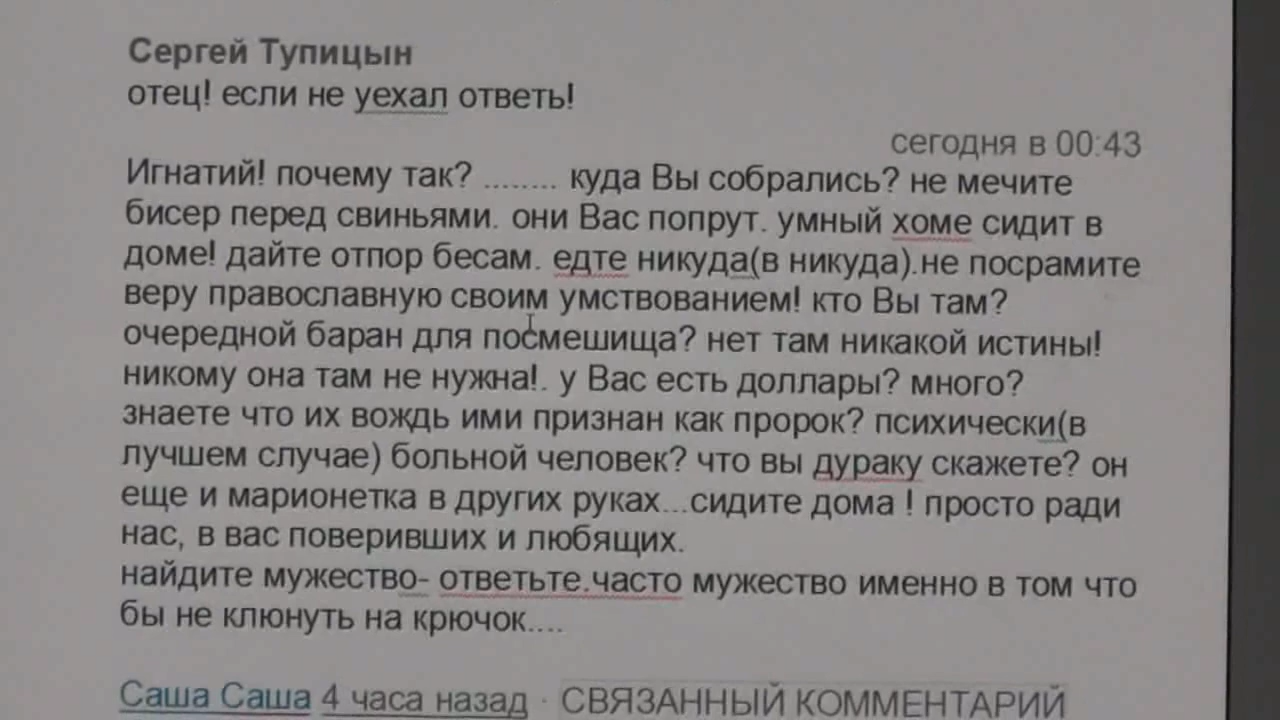 Сергей Тупицын
отец! если не уехал ответь!
сегодня в 00:43
Игнатий! почему так? ........ куда Вы собрались? не мечите
бисер перед свиньями. они Вас попрут. умный хоме сидит в
доме! дайте отпор бесам. едте никуда(в никуда).не посрамите
веру православную своим умствованием! кто Вы там?
очередной баран для посмешища? нет там никакой истины!
никому она там не нужна!. у Вас есть доллары? много?
знаете что их вождь ими признан как пророк? психически(в
лучшем случае) больной человек? что вы дураку скажете? он
еще и марионетка в других руках...сидите дома ! просто ради
нас, в вас поверивших и любящих.
найдите мужество- ответьте.часто мужество именно в том что
бы не клюнуть на крючок....
Саша Саша 4 часа назад · СВЯЗАННЫЙ КОММЕНТАРИЙ